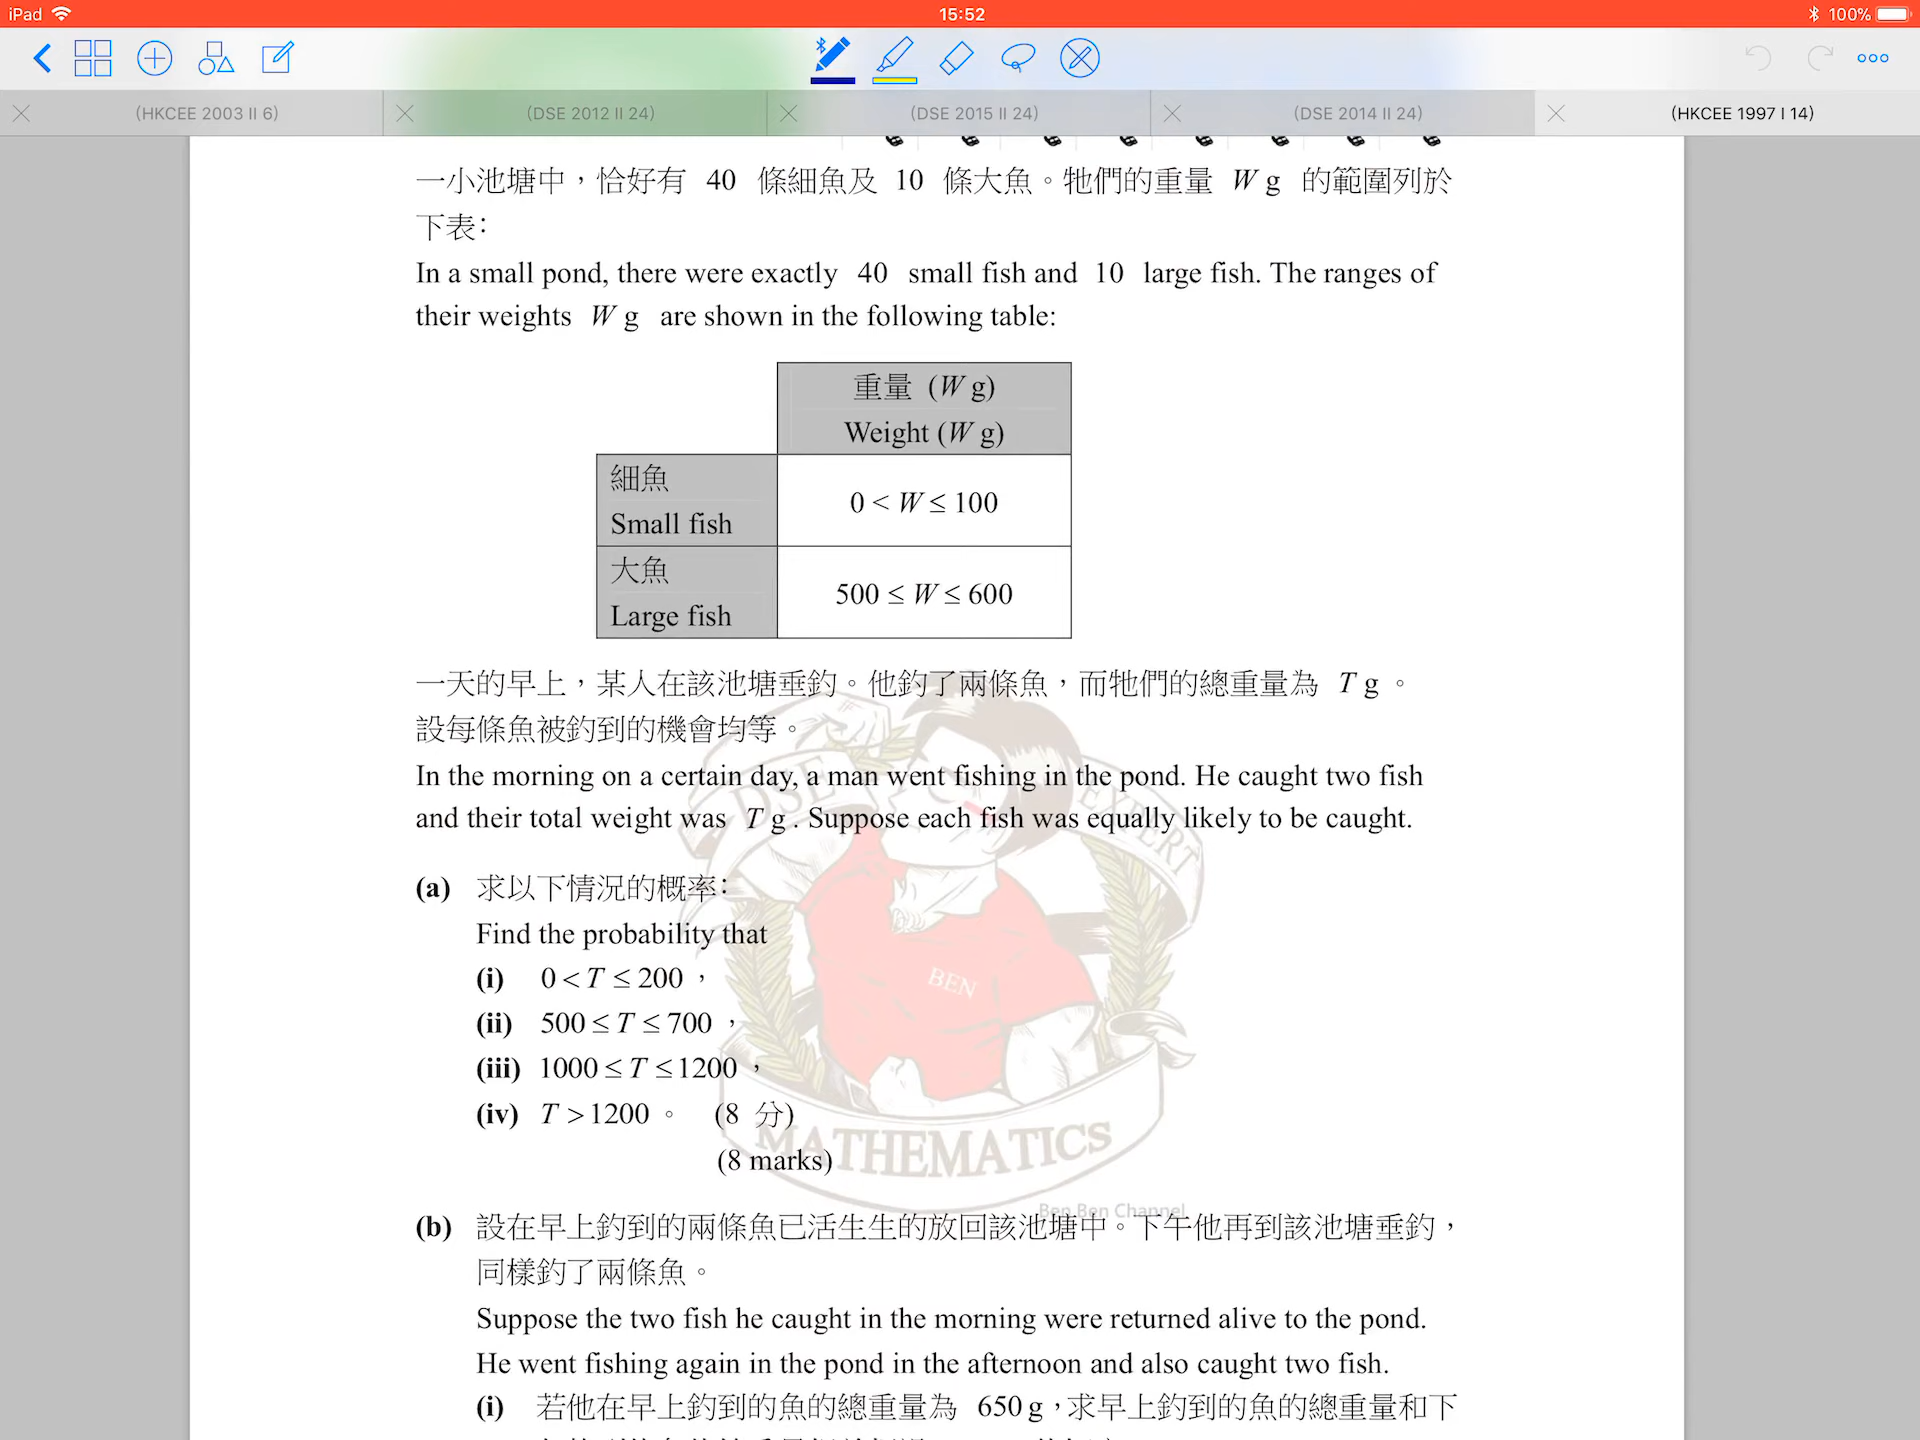 iPad 15:52 100%
(HKCEE 2003 II 6) (DSE 2012 II 24) (DSE 2015 II 24) (DSE 2014 II 24) (HKCEE 1997 I 14)
一小池塘中，恰好有 40 條細魚及 10 條大魚。牠們的重量 W g 的範圍列於
下表：
In a small pond, there were exactly 40 small fish and 10 large fish. The ranges of
their weights W g are shown in the following table:
重量 (W g)
Weight (W g)
細魚
Small fish
0 < W ≤ 100
大魚
Large fish
500 ≤ W ≤ 600
一天的早上，某人在該池塘垂釣。他釣了兩條魚，而牠們的總重量為 T g 。
設每條魚被釣到的機會均等。
In the morning on a certain day, a man went fishing in the pond. He caught two fish
and their total weight was T g . Suppose each fish was equally likely to be caught.
(a) 求以下情況的概率：
Find the probability that
(i) 0 < T ≤ 200 ，
(ii) 500 ≤ T ≤ 700 ，
(iii) 1000 ≤ T ≤ 1200 ，
(iv) T > 1200 。 (8 分)
(8 marks)
DSE EXPERT
BEN
MATHEMATICS
Ben Ben Channel
(b) 設在早上釣到的兩條魚已活生生的放回該池塘中。下午他再到該池塘垂釣，
同樣釣了兩條魚。
Suppose the two fish he caught in the morning were returned alive to the pond.
He went fishing again in the pond in the afternoon and also caught two fish.
(i) 若他在早上釣到的魚的總重量為 650 g，求早上釣到的魚的總重量和下